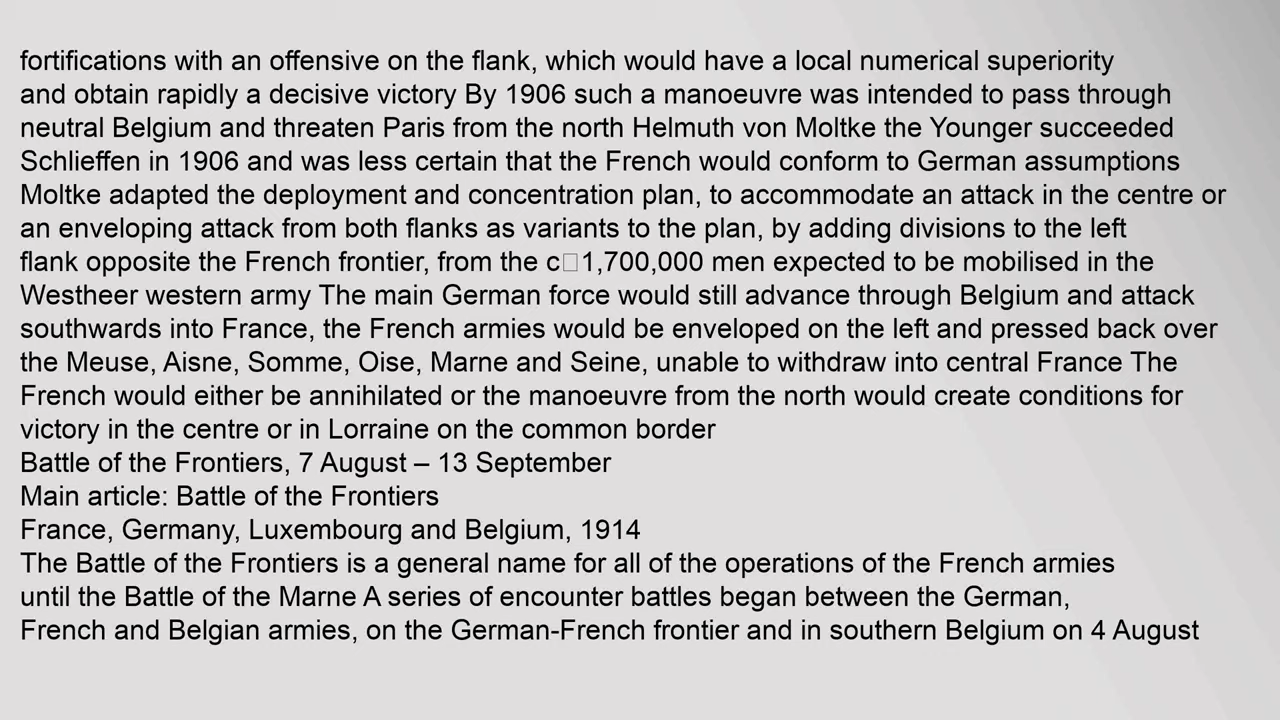 fortifications with an offensive on the flank, which would have a local numerical superiority
and obtain rapidly a decisive victory By 1906 such a manoeuvre was intended to pass through
neutral Belgium and threaten Paris from the north Helmuth von Moltke the Younger succeeded
Schlieffen in 1906 and was less certain that the French would conform to German assumptions
Moltke adapted the deployment and concentration plan, to accommodate an attack in the centre or
an enveloping attack from both flanks as variants to the plan, by adding divisions to the left
flank opposite the French frontier, from the c□1,700,000 men expected to be mobilised in the
Westheer western army The main German force would still advance through Belgium and attack
southwards into France, the French armies would be enveloped on the left and pressed back over
the Meuse, Aisne, Somme, Oise, Marne and Seine, unable to withdraw into central France The
French would either be annihilated or the manoeuvre from the north would create conditions for
victory in the centre or in Lorraine on the common border
Battle of the Frontiers, 7 August – 13 September
Main article: Battle of the Frontiers
France, Germany, Luxembourg and Belgium, 1914
The Battle of the Frontiers is a general name for all of the operations of the French armies
until the Battle of the Marne A series of encounter battles began between the German,
French and Belgian armies, on the German-French frontier and in southern Belgium on 4 August